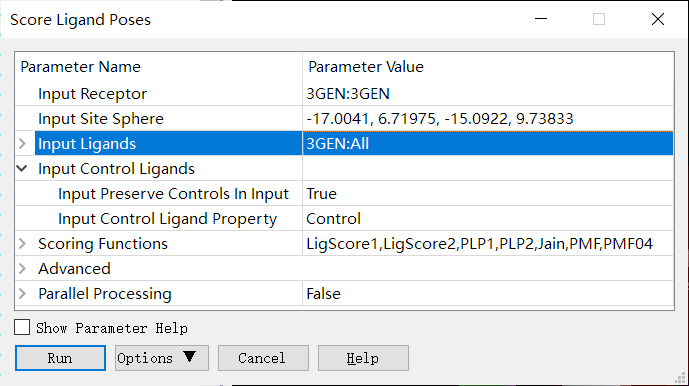 Score Ligand Poses
Parameter Name Parameter Value
Input Receptor 3GEN:3GEN
Input Site Sphere -17.0041, 6.71975, -15.0922, 9.73833
Input Ligands 3GEN:All
Input Control Ligands
Input Preserve Controls In Input True
Input Control Ligand Property Control
Scoring Functions LigScore1,LigScore2,PLP1,PLP2,Jain,PMF,PMF04
Advanced
Parallel Processing False
Show Parameter Help
Run Options ▼ Cancel Help